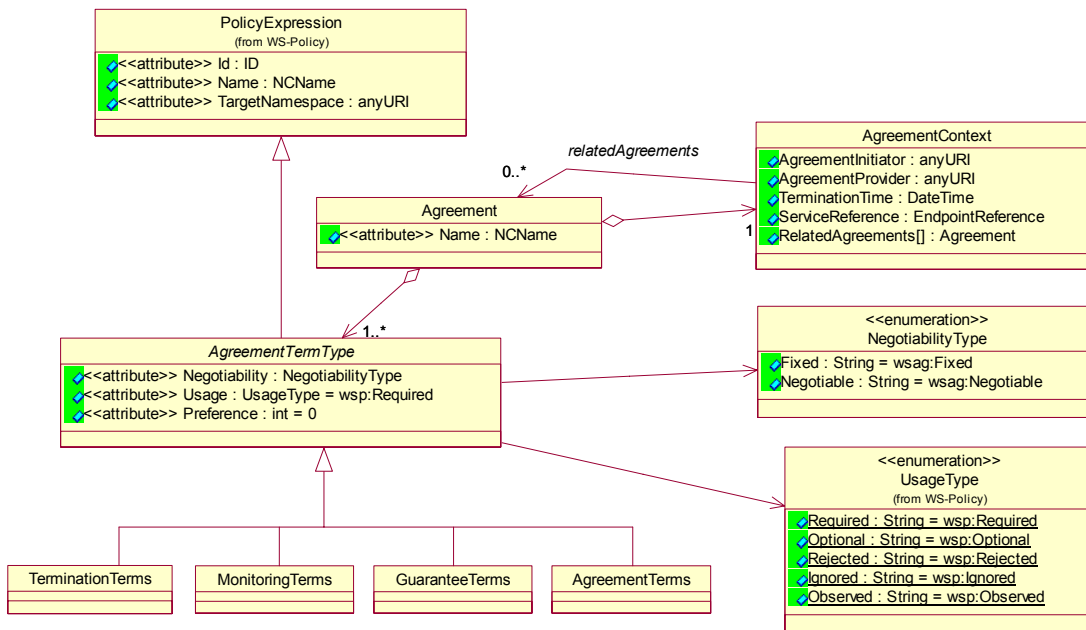 PolicyExpression
(from WS-Policy)
<<attribute>> Id : ID
<<attribute>> Name : NCName
<<attribute>> TargetNamespace : anyURI
relatedAgreements
0..*
AgreementContext
AgreementInitiator : anyURI
AgreementProvider : anyURI
TerminationTime : DateTime
ServiceReference : EndpointReference
RelatedAgreements[] : Agreement
1
Agreement
<<attribute>> Name : NCName
1..*
AgreementTermType
<<attribute>> Negotiability : NegotiabilityType
<<attribute>> Usage : UsageType = wsp:Required
<<attribute>> Preference : int = 0
<<enumeration>>
NegotiabilityType
Fixed : String = wsag:Fixed
Negotiable : String = wsag:Negotiable
<<enumeration>>
UsageType
(from WS-Policy)
Required : String = wsp:Required
Optional : String = wsp:Optional
Rejected : String = wsp:Rejected
Ignored : String = wsp:Ignored
Observed : String = wsp:Observed
TerminationTerms
MonitoringTerms
GuaranteeTerms
AgreementTerms